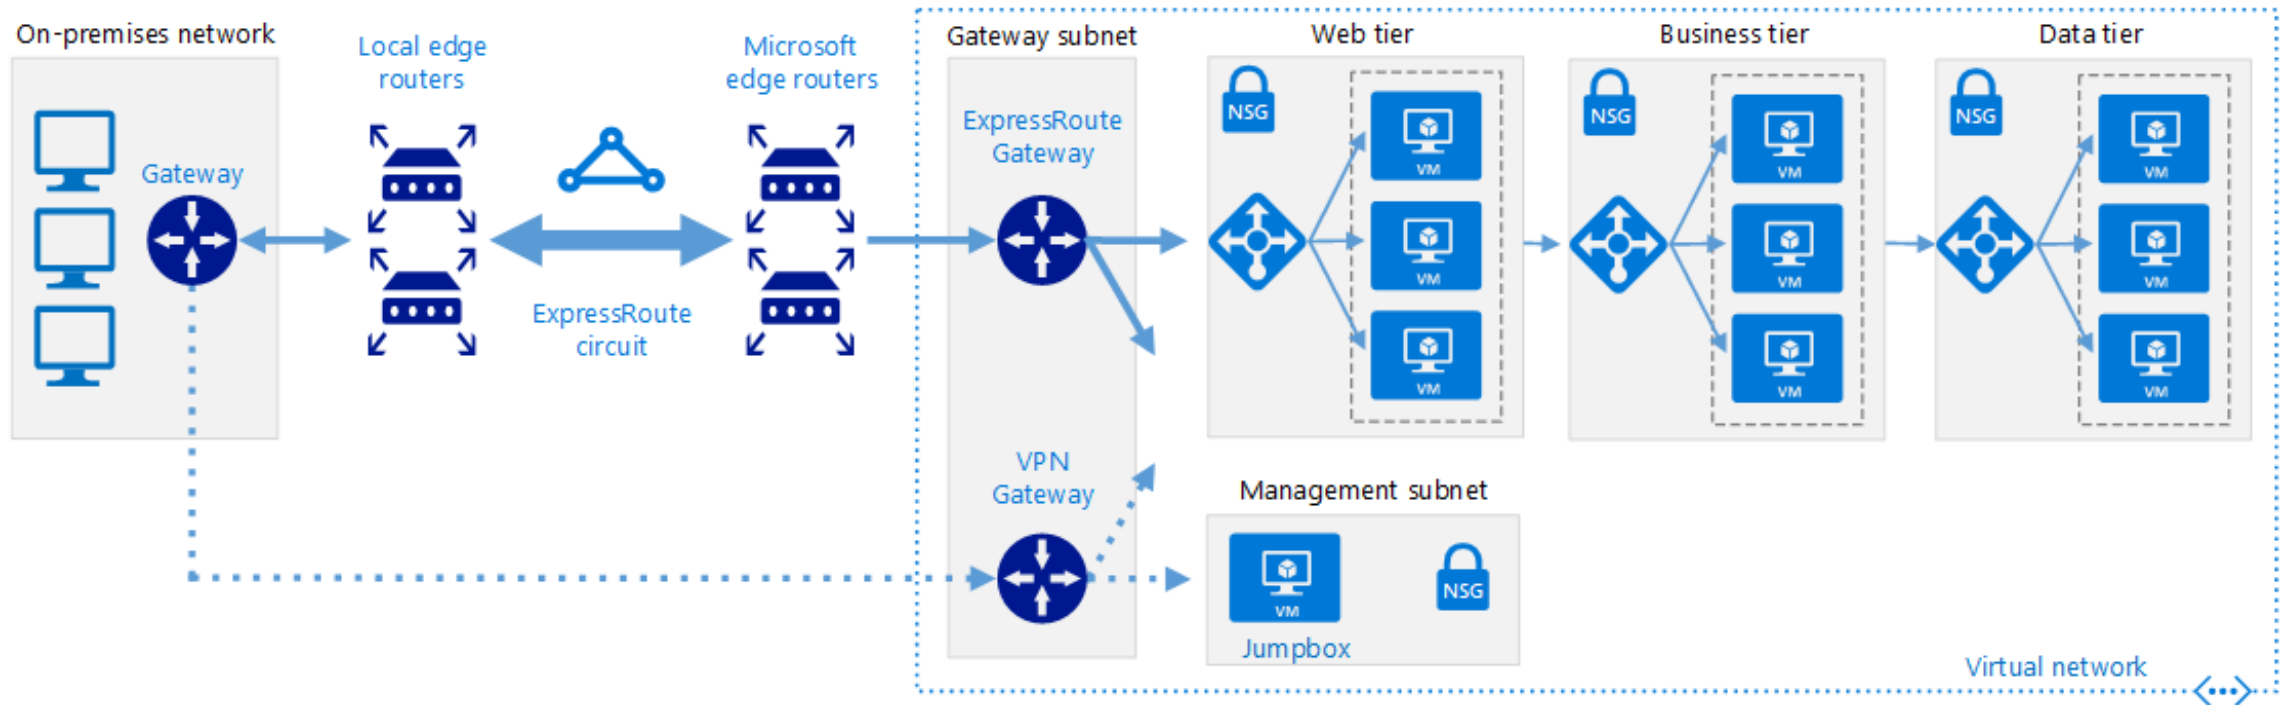 On-premises network
Gateway
Local edge
routers
ExpressRoute
circuit
Microsoft
edge routers
Gateway subnet
ExpressRoute
Gateway
VPN
Gateway
Web tier
NSG
VM
VM
VM
Business tier
NSG
VM
VM
VM
Data tier
NSG
VM
VM
VM
Management subnet
VM
Jumpbox
NSG
Virtual network